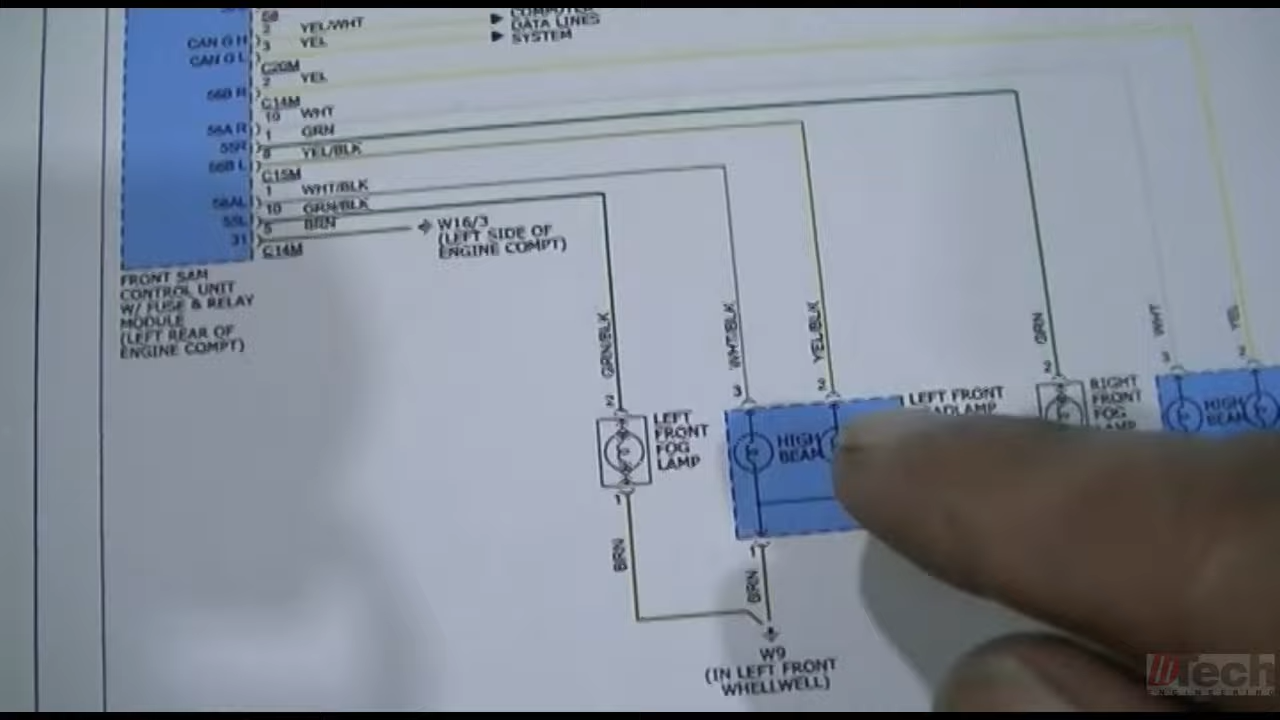 58
COMPUTER
2 YEL/WHT
DATA LINES
CAN G H
3 YEL
SYSTEM
CAN G L
C20M
2 YEL
56B R
C14M
10 WHT
56A R
1 GRN
55R
8 YEL/BLK
56B L
C15M
1 WHT/BLK
56AL
10 GRN/BLK
55L
5 BRN
31
C14M
W16/3
(LEFT SIDE OF
ENGINE COMPT)
FRONT SAM
CONTROL UNIT
W/ FUSE & RELAY
MODULE
(LEFT REAR OF
ENGINE COMPT)
GRN/BLK
WHT/BLK
YEL/BLK
GRN
WHT
YEL
2
3
2
2
3
2
LEFT
FRONT
FOG
LAMP
HIGH
BEAM
LEFT FRONT
RIGHT
FRONT
FOG
HIGH
BEAM
1
BRN
1
BRN
W9
(IN LEFT FRONT
WHELLWELL)
Tech